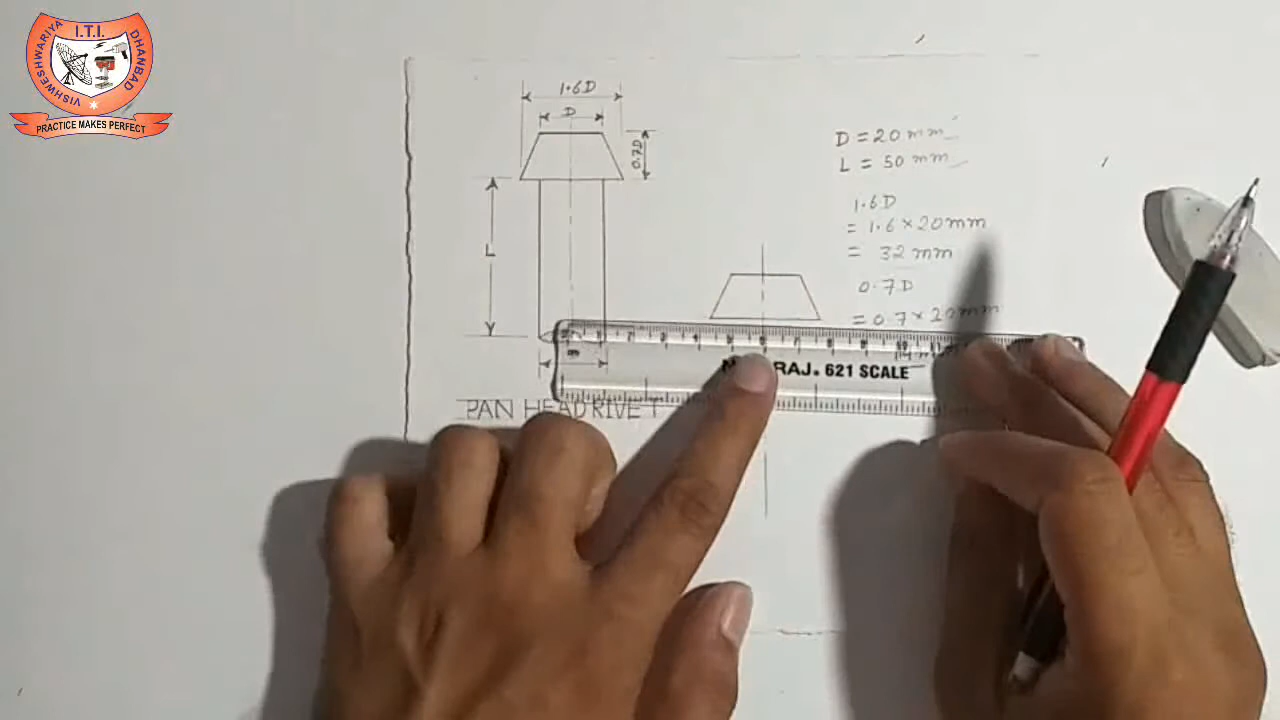 I.T.I.
VISHWESHWARIYA
DHANBAD
PRACTICE MAKES PERFECT
1.6D
D
0.7D
L
PAN HEAD RIVET
D = 20 mm
L = 50 mm
1.6D
= 1.6 × 20mm
= 32 mm
0.7D
= 0.7 × 20mm
RAJ. 621 SCALE